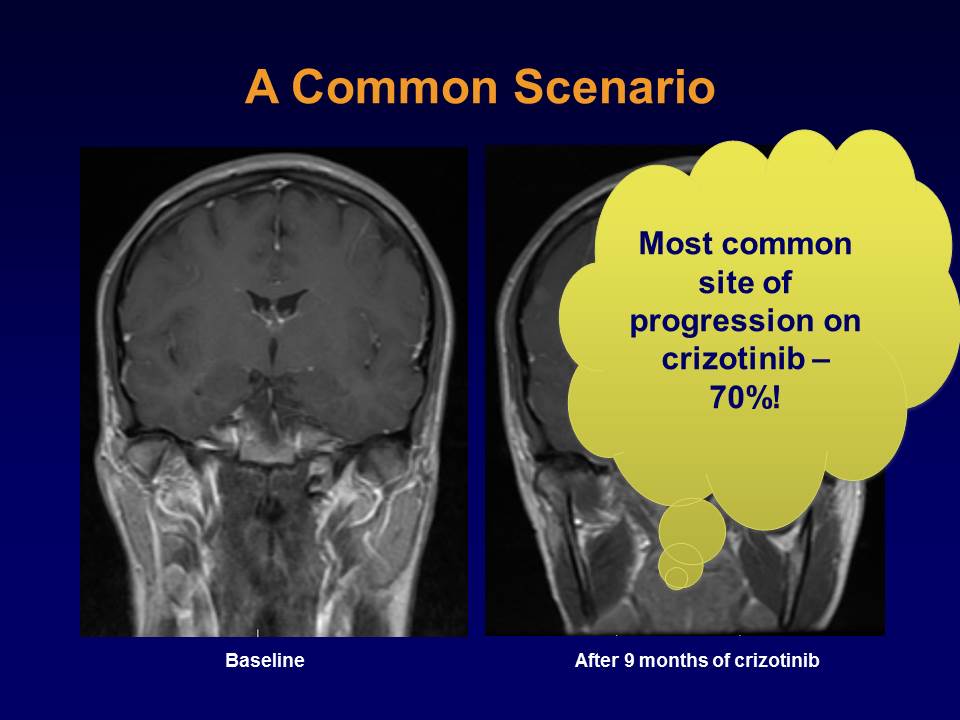 A Common Scenario
Most common
site of
progression on
crizotinib –
70%!
Baseline
After 9 months of crizotinib